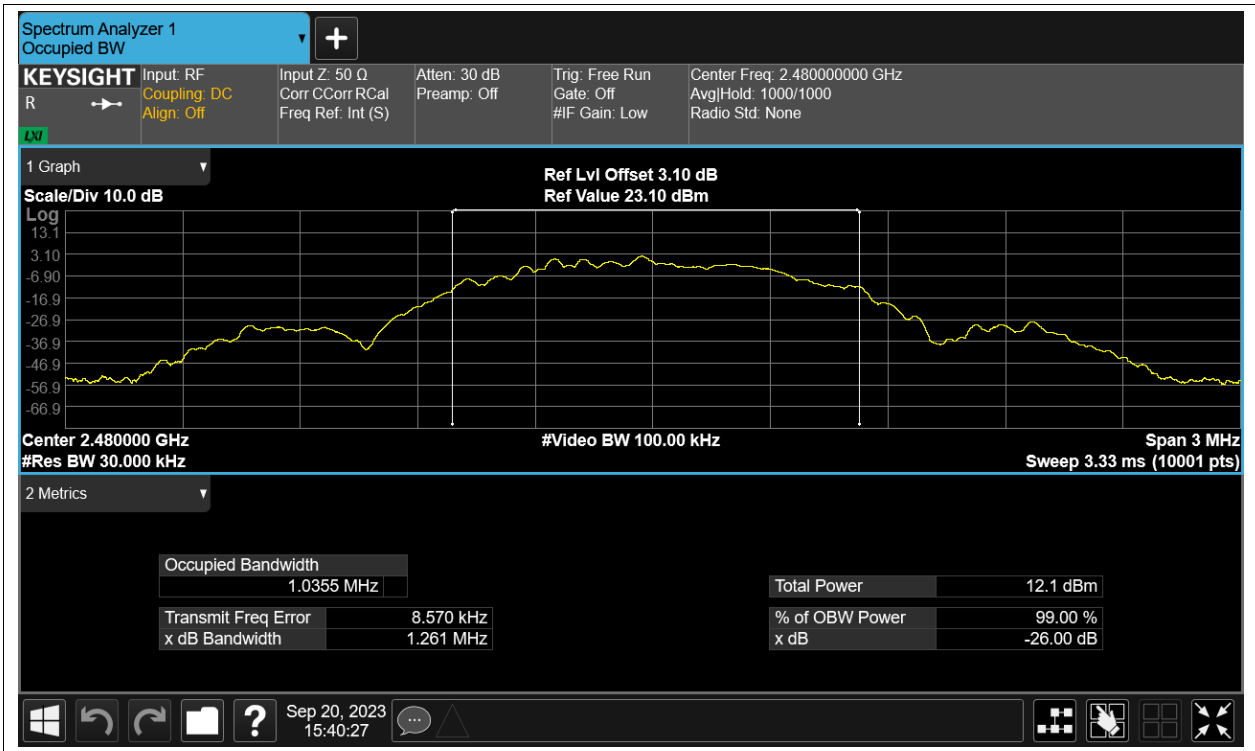 Spectrum Analyzer 1
Occupied BW
KEYSIGHT
R
LXI
Input: RF
Coupling: DC
Align: Off
Input Z: 50 Ω
Corr CCorr RCal
Freq Ref: Int (S)
Atten: 30 dB
Preamp: Off
Trig: Free Run
Gate: Off
#IF Gain: Low
Center Freq: 2.480000000 GHz
Avg|Hold: 1000/1000
Radio Std: None
1 Graph
Scale/Div 10.0 dB
Ref Lvl Offset 3.10 dB
Ref Value 23.10 dBm
Log
13.1
3.10
-6.90
-16.9
-26.9
-36.9
-46.9
-56.9
-66.9
Center 2.480000 GHz
#Video BW 100.00 kHz
Span 3 MHz
#Res BW 30.000 kHz
Sweep 3.33 ms (10001 pts)
2 Metrics
Occupied Bandwidth
1.0355 MHz
Total Power 12.1 dBm
Transmit Freq Error 8.570 kHz
% of OBW Power 99.00 %
x dB Bandwidth 1.261 MHz
x dB -26.00 dB
?
Sep 20, 2023
15:40:27